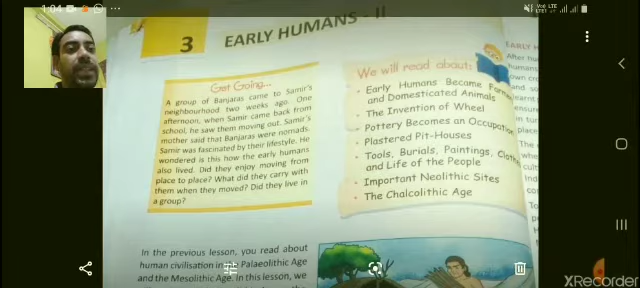 1:04
3
EARLY HUMANS - II
Get Going...
A group of Banjaras came to Samir's
neighbourhood two weeks ago. One
afternoon, when Samir came back from
school, he saw them moving out. Samir's
mother said that Banjaras were nomads.
Samir was fascinated by their lifestyle. He
wondered is this how the early humans
also lived. Did they enjoy moving from
place to place? What did they carry with
them when they moved? Did they live in
a group?
We will read about:
• Early Humans Became
and Domesticated Animals
• The Invention of Wheel
• Pottery Becomes an Occupation
• Plastered Pit-Houses
• Tools, Burials, Paintings,
and Life of the People
• Important Neolithic Sites
• The Chalcolithic Age
In the previous lesson, you read about
human civilisation in the Palaeolithic Age
and the Mesolithic Age. In this lesson, we
EARLY
XRecorder